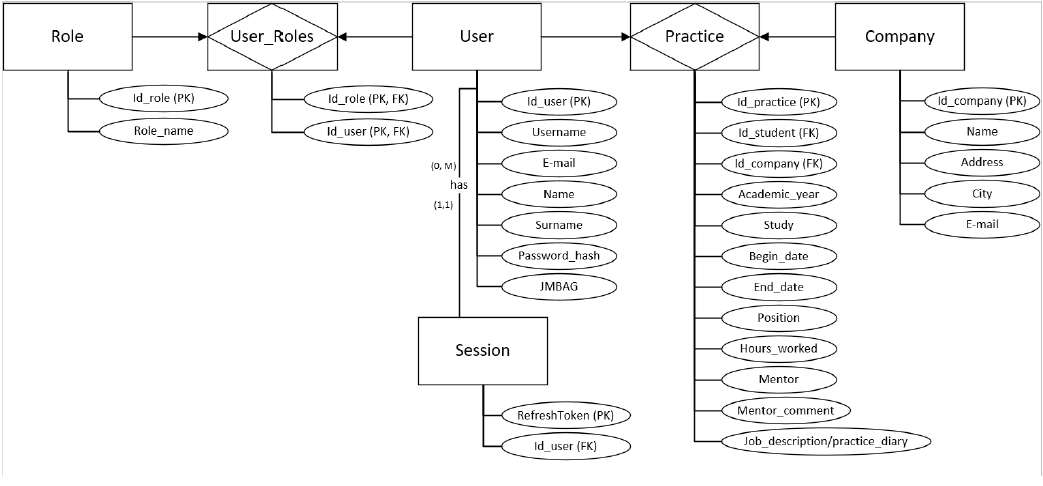 Role
User_Roles
User
Practice
Company
Id_role (PK)
Role_name
Id_role (PK, FK)
Id_user (PK, FK)
Id_user (PK)
Username
E-mail
Name
Surname
Password_hash
JMBAG
(0, M)
has
(1,1)
Session
RefreshToken (PK)
Id_user (FK)
Id_practice (PK)
Id_student (FK)
Id_company (FK)
Academic_year
Study
Begin_date
End_date
Position
Hours_worked
Mentor
Mentor_comment
Job_description/practice_diary
Id_company (PK)
Name
Address
City
E-mail